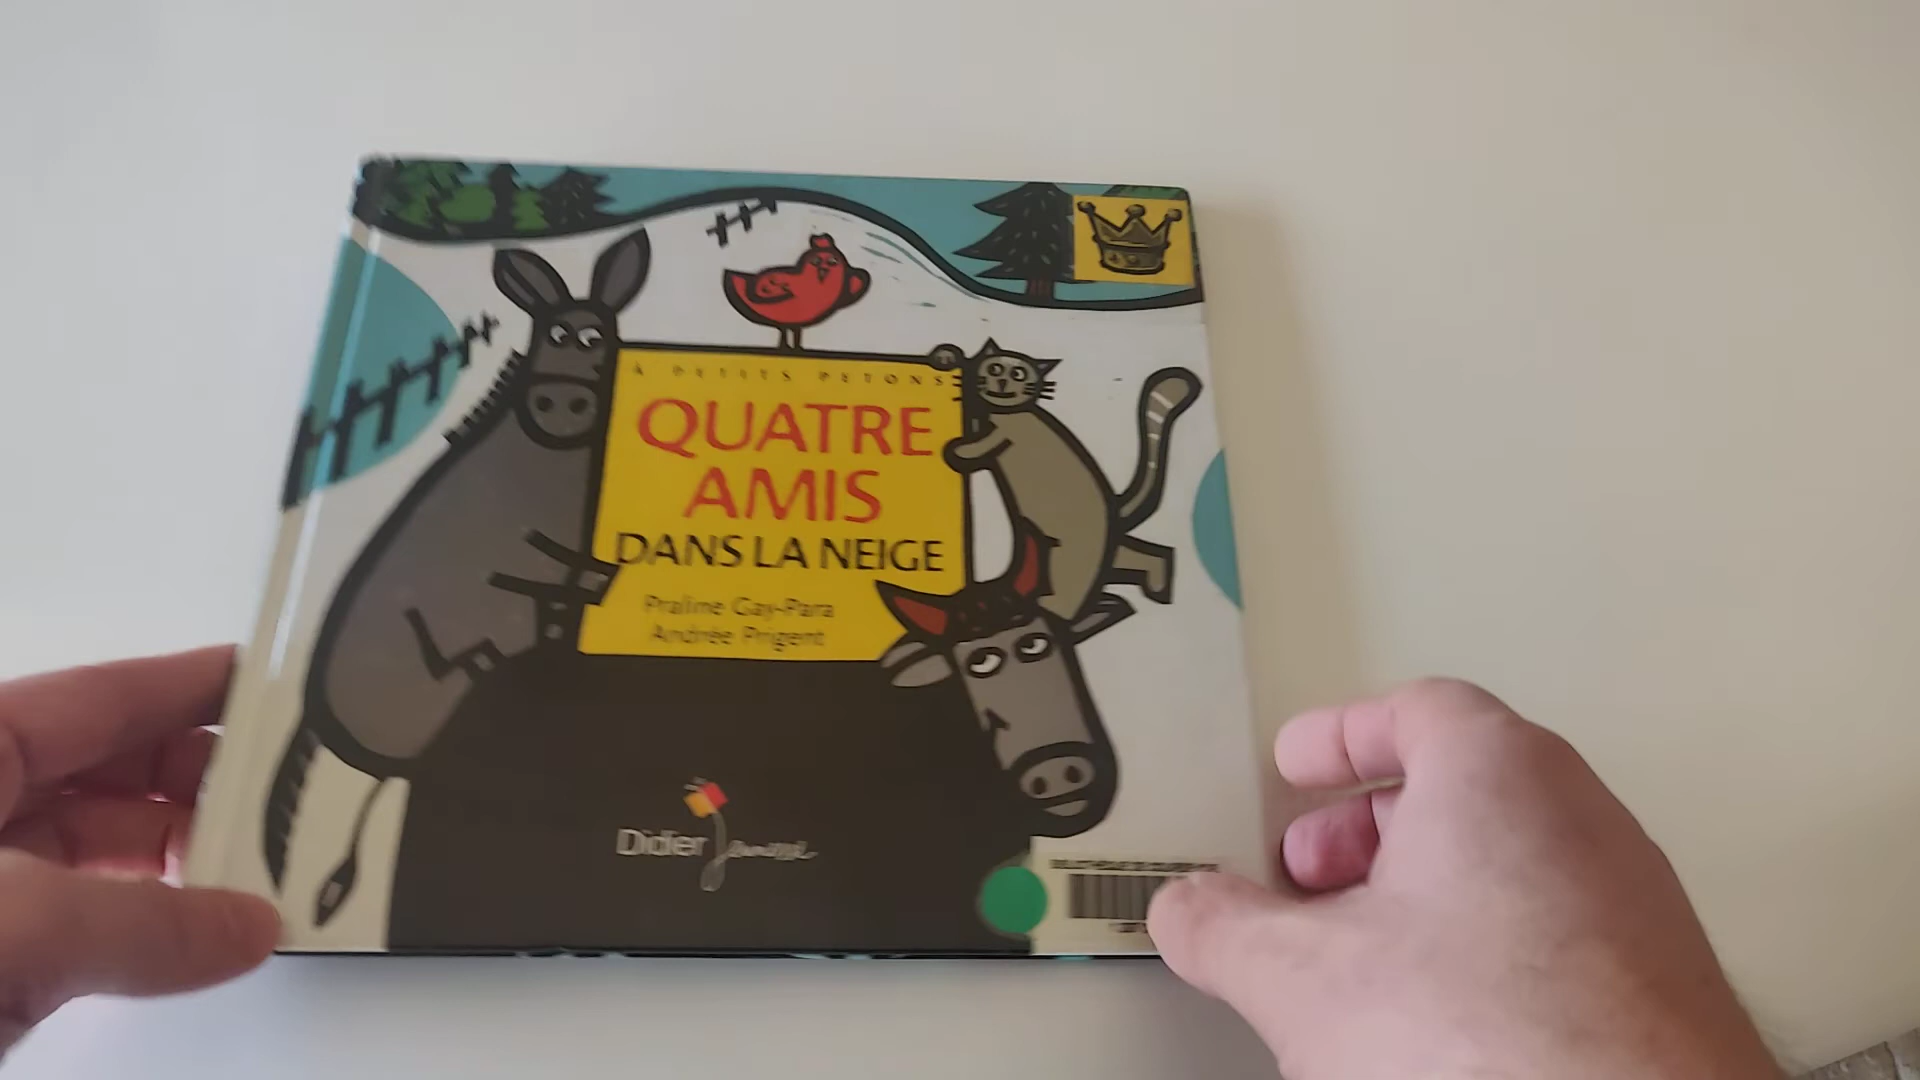 À PETITS PETONS
QUATRE
AMIS
DANS LA NEIGE
Praline Gay-Para
Andrée Prigent
Didier Jeunesse